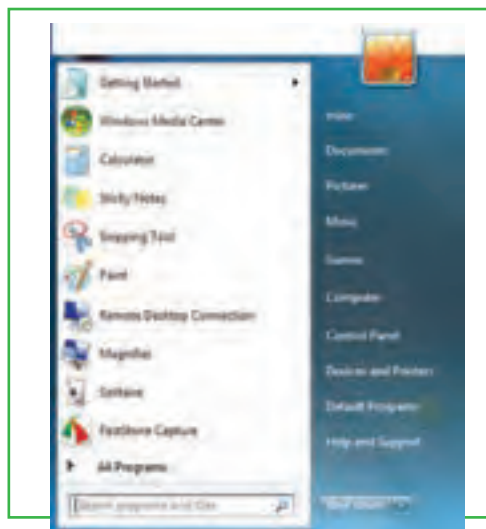 Getting Started
Windows Media Center
Calculator
Sticky Notes
Snipping Tool
Paint
Remote Desktop Connection
Magnifier
Solitaire
FastStone Capture
All Programs
Search programs and files
Documents
Pictures
Music
Games
Computer
Control Panel
Devices and Printers
Default Programs
Help and Support
Shut down